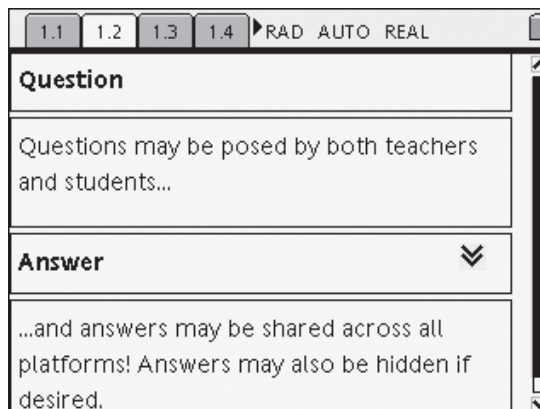 1.1 1.2 1.3 1.4 RAD AUTO REAL
Question
Questions may be posed by both teachers
and students...
Answer
...and answers may be shared across all
platforms! Answers may also be hidden if
desired.